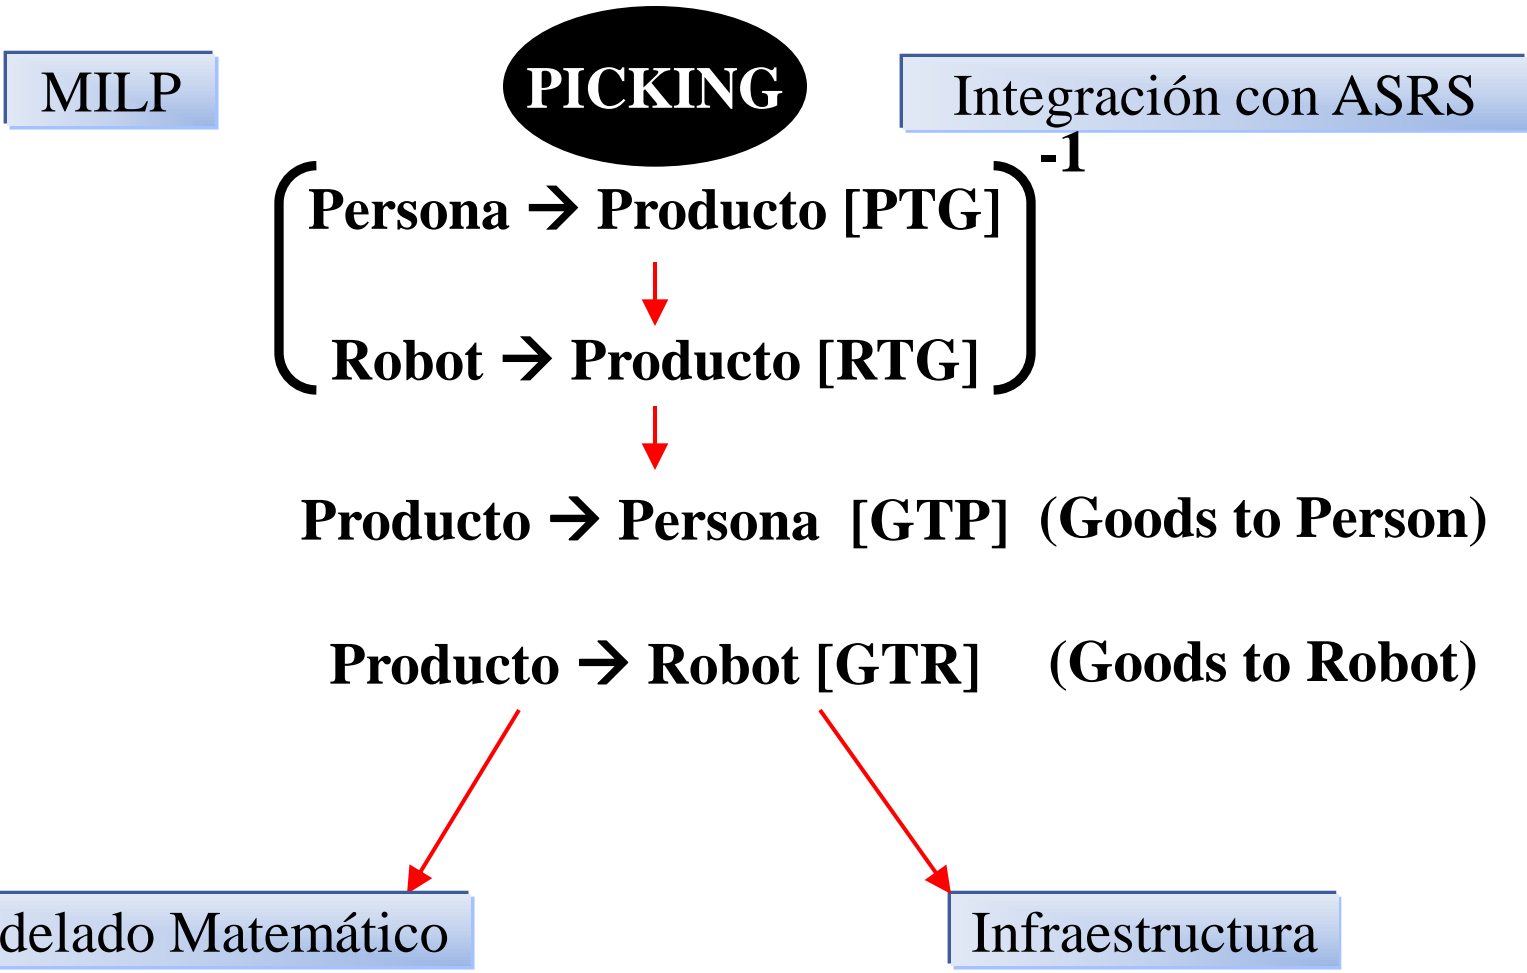 MILP
PICKING
Integración con ASRS
-1
Persona → Producto [PTG]
Robot → Producto [RTG]
Producto → Persona [GTP] (Goods to Person)
Producto → Robot [GTR] (Goods to Robot)
delado Matemático
Infraestructura